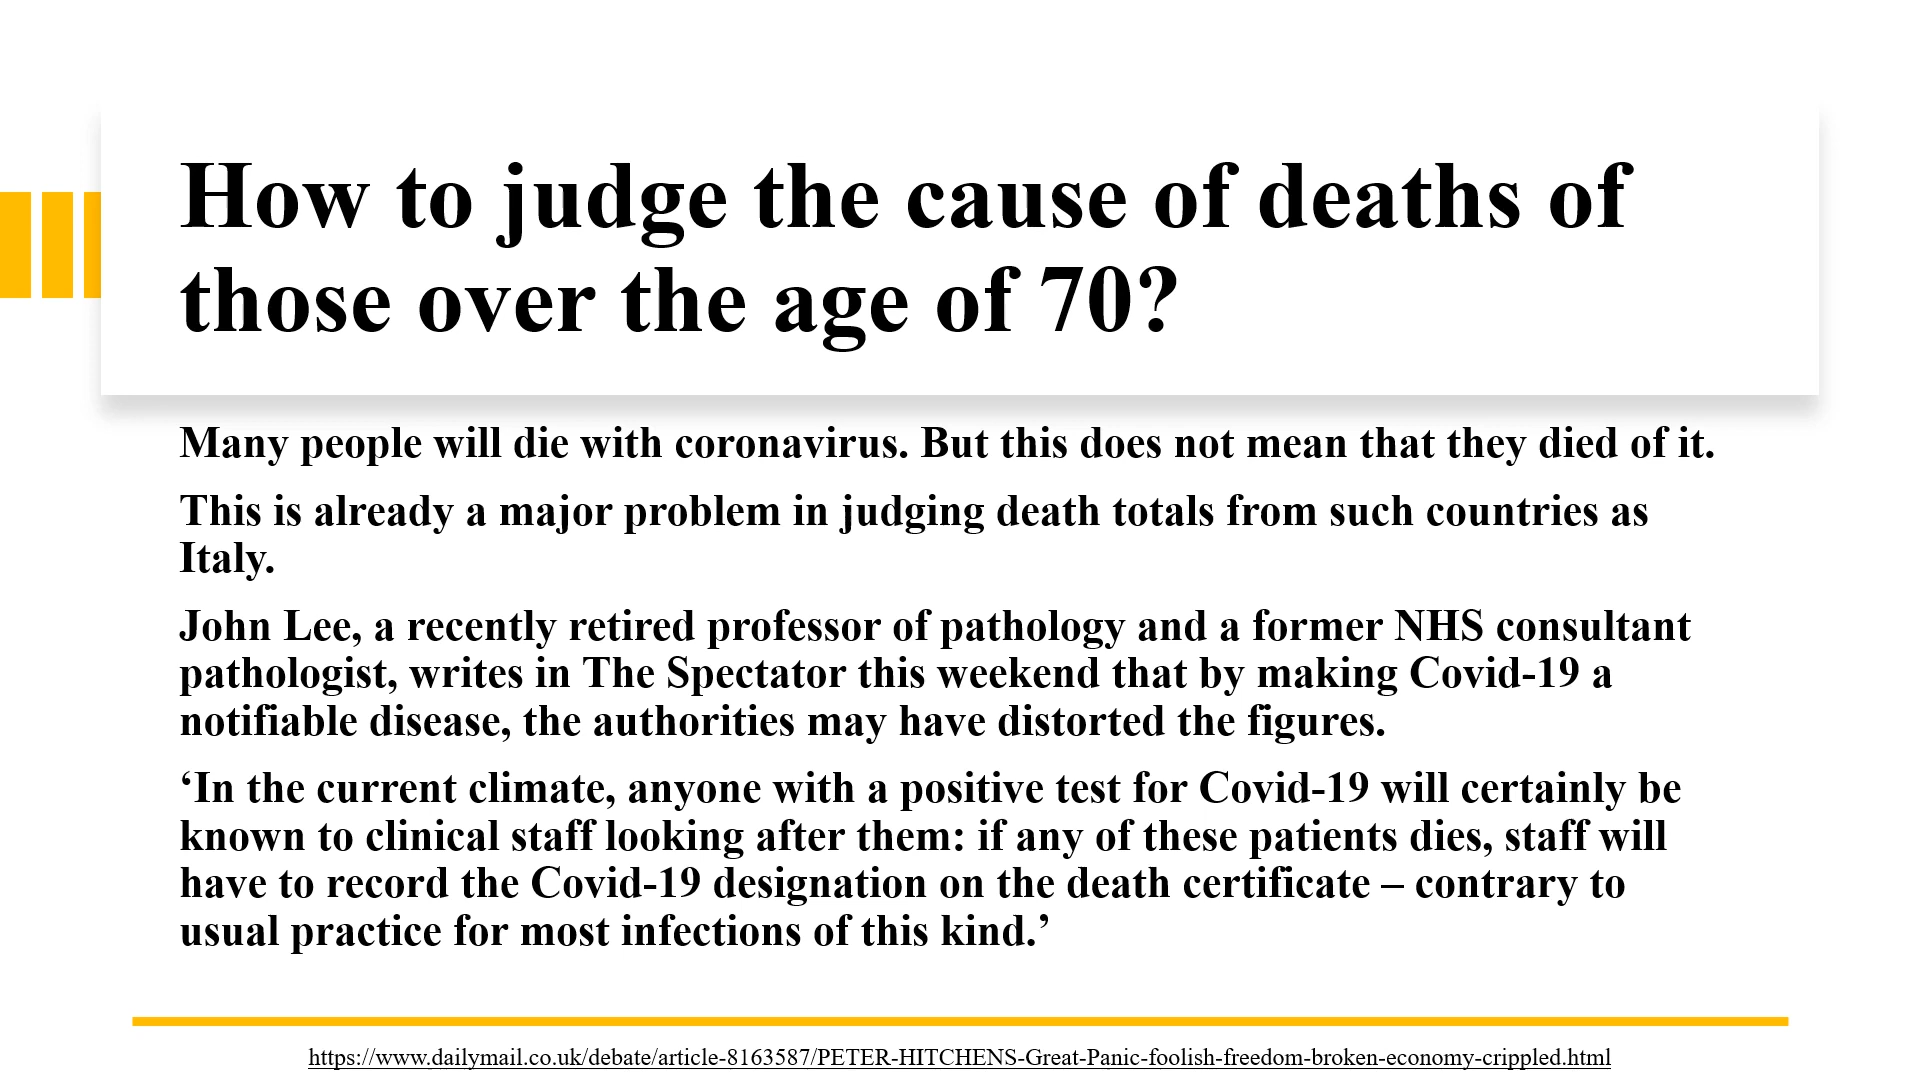 How to judge the cause of deaths of
those over the age of 70?
Many people will die with coronavirus. But this does not mean that they died of it.
This is already a major problem in judging death totals from such countries as
Italy.
John Lee, a recently retired professor of pathology and a former NHS consultant
pathologist, writes in The Spectator this weekend that by making Covid-19 a
notifiable disease, the authorities may have distorted the figures.
‘In the current climate, anyone with a positive test for Covid-19 will certainly be
known to clinical staff looking after them: if any of these patients dies, staff will
have to record the Covid-19 designation on the death certificate – contrary to
usual practice for most infections of this kind.’
https://www.dailymail.co.uk/debate/article-8163587/PETER-HITCHENS-Great-Panic-foolish-freedom-broken-economy-crippled.html